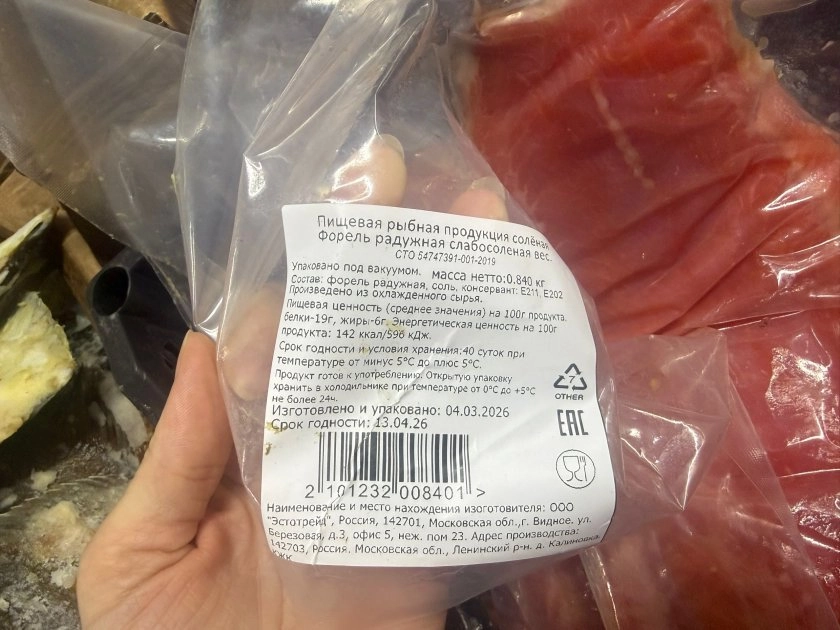 Пищевая рыбная продукция солёная
Форель радужная слабосоленая вес.
СТО 54747391-001-2019
Упаковано под вакуумом. масса нетто:0.840 кг
Состав: форель радужная, соль, консервант: Е211, Е202
Произведено из охлажденного сырья.
Пищевая ценность (среднее значения) на 100г продукта.
белки-19г, жиры-6г. Энергетическая ценность на 100г
продукта: 142 ккал/596 кДж.
Срок годности и условия хранения:40 суток при
температуре от минус 5°С до плюс 5°С.
Продукт готов к употреблению. Открытую упаковку
хранить в холодильнике при температуре от 0°С до +5°С
не более 24ч.
Изготовлено и упаковано: 04.03.2026
Срок годности: 13.04.26
7
OTHER
EAC
2 101232 008401 >
Наименование и место нахождения изготовителя: ООО
"Эстотрейд", Россия, 142701, Московская обл.,г. Видное. ул.
Березовая, д.3, офис 5, неж. пом 23. Адрес производства:
142703, Россия. Московская обл., Ленинский р-н. д. Калиновка.